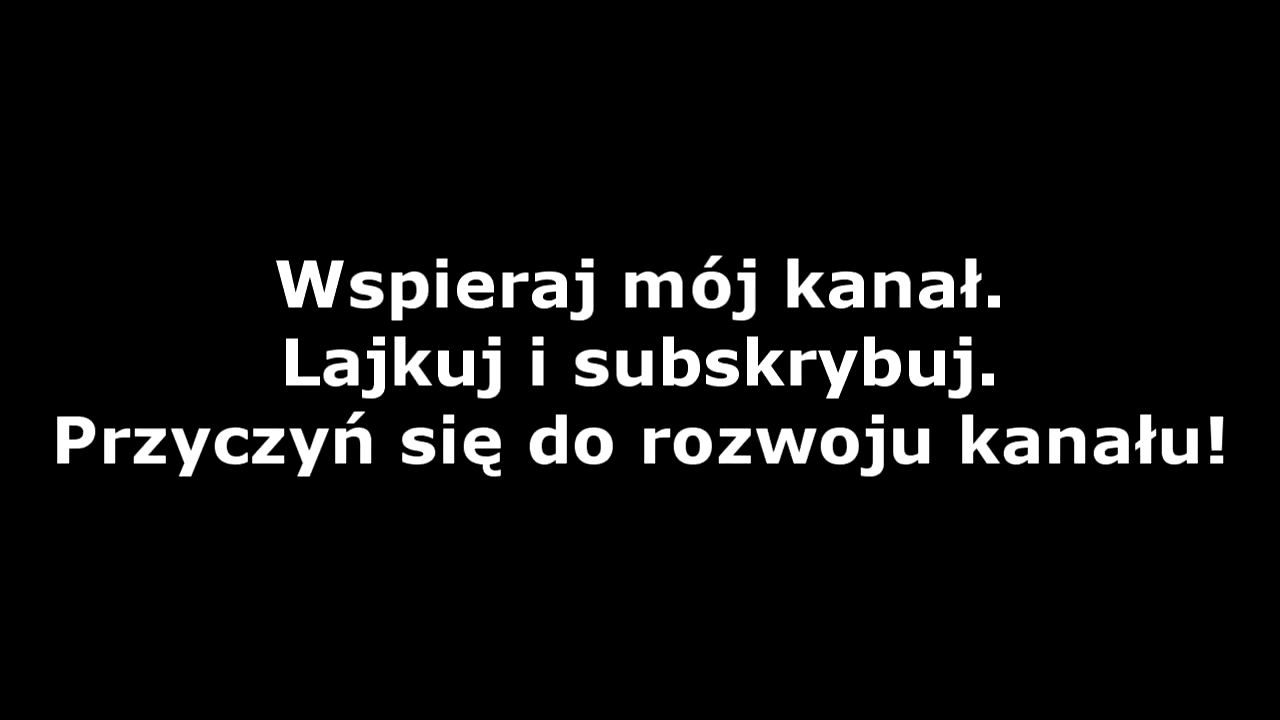 Wspieraj mój kanał.
Lajkuj i subskrybuj.
Przyczyń się do rozwoju kanału!